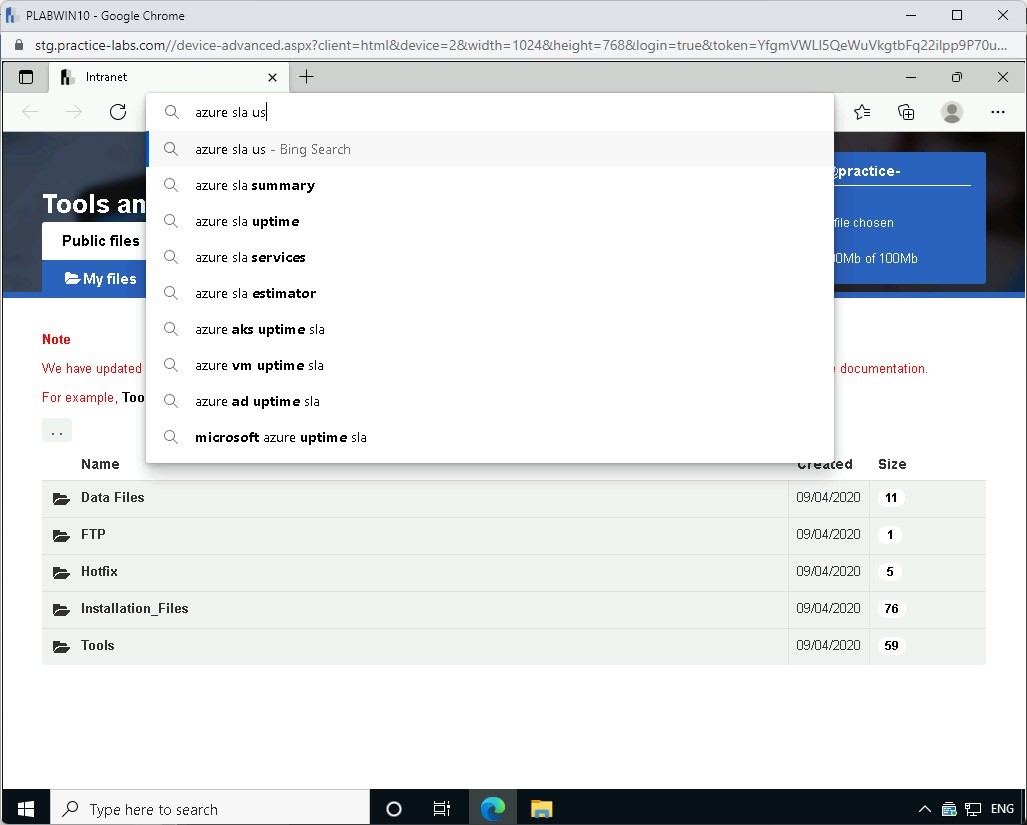 PLABWIN10 - Google Chrome
stg.practice-labs.com//device-advanced.aspx?client=html&device=2&width=1024&height=768&login=true&token=YfgmVWLl5QeWuVkgtbFq22iIpp9P70u...
Intranet
azure sla us
azure sla us - Bing Search
azure sla summary
azure sla uptime
azure sla services
azure sla estimator
azure aks uptime sla
azure vm uptime sla
azure ad uptime sla
microsoft azure uptime sla
Tools an
@practice-
Public files
file chosen
My files
0Mb of 100Mb
Note
We have updated
e documentation.
For example, Too
..
Name Created Size
Data Files 09/04/2020 11
FTP 09/04/2020 1
Hotfix 09/04/2020 5
Installation_Files 09/04/2020 76
Tools 09/04/2020 59
Type here to search
ENG